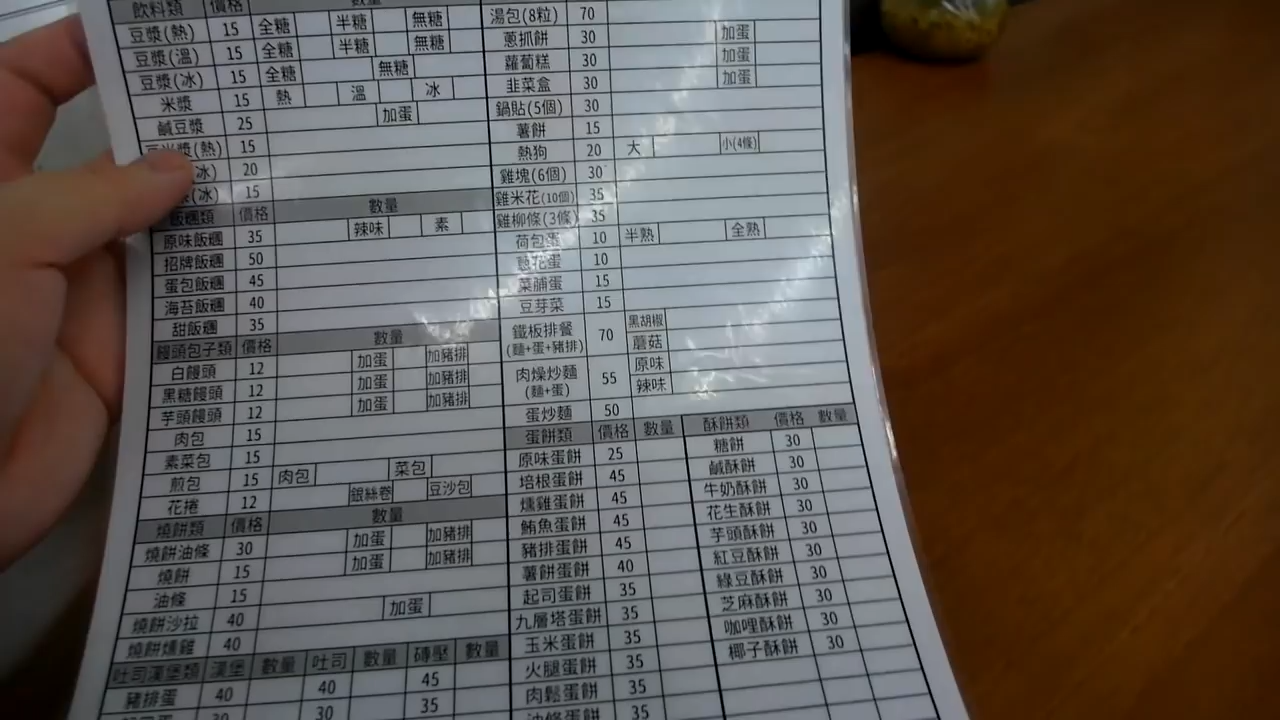 飲料類 價格 數量
豆漿(熱) 15 全糖 半糖 無糖
豆漿(溫) 15 全糖 半糖 無糖
豆漿(冰) 15 全糖 無糖
米漿 15 熱 溫 冰
鹹豆漿 25 加蛋
豆米漿(熱) 15
(冰) 20
(冰) 15
飯糰類 價格 數量
原味飯糰 35 辣味 素
招牌飯糰 50
蛋包飯糰 45
海苔飯糰 40
甜飯糰 35
饅頭包子類 價格 數量
白饅頭 12 加蛋 加豬排
黑糖饅頭 12 加蛋 加豬排
芋頭饅頭 12 加蛋 加豬排
肉包 15
素菜包 15
煎包 15 肉包 菜包
花捲 12 銀絲卷 豆沙包
燒餅類 價格 數量
燒餅油條 30 加蛋 加豬排
燒餅 15 加蛋 加豬排
油條 15
燒餅沙拉 40 加蛋
燒餅燻雞 40
吐司漢堡類 漢堡 數量 吐司 數量 磚壓 數量
豬排蛋 40 40 45
30 30 35
湯包(8粒) 70
蔥抓餅 30 加蛋
蘿蔔糕 30 加蛋
韭菜盒 30 加蛋
鍋貼(5個) 30
薯餅 15
熱狗 20 大 小(4條)
雞塊(6個) 30
雞米花(10個) 35
雞柳條(3條) 35
荷包蛋 10 半熟 全熟
蔥花蛋 10
菜脯蛋 15
豆芽菜 15
鐵板排餐 70 黑胡椒
(麵+蛋+豬排) 蘑菇
肉燥炒麵 55 原味
(麵+蛋) 辣味
蛋炒麵 50
蛋餅類 價格 數量
原味蛋餅 25
培根蛋餅 45
燻雞蛋餅 45
鮪魚蛋餅 45
豬排蛋餅 45
薯餅蛋餅 40
起司蛋餅 35
九層塔蛋餅 35
玉米蛋餅 35
火腿蛋餅 35
肉鬆蛋餅 35
油條蛋餅 35
酥餅類 價格 數量
糖餅 30
鹹酥餅 30
牛奶酥餅 30
花生酥餅 30
芋頭酥餅 30
紅豆酥餅 30
綠豆酥餅 30
芝麻酥餅 30
咖哩酥餅 30
椰子酥餅 30